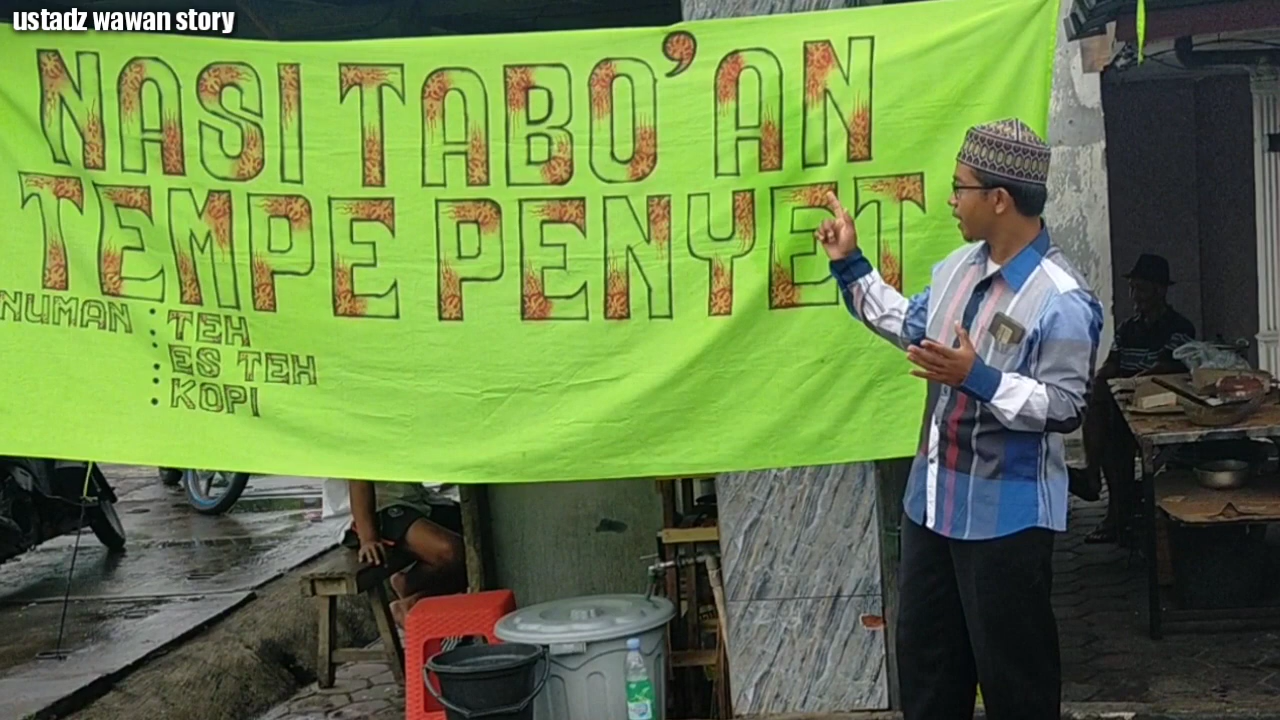 ustadz wawan story
NASI TABO'AN
TEMPE PENYET
NUMAN : TEH
: ES TEH
: KOPI